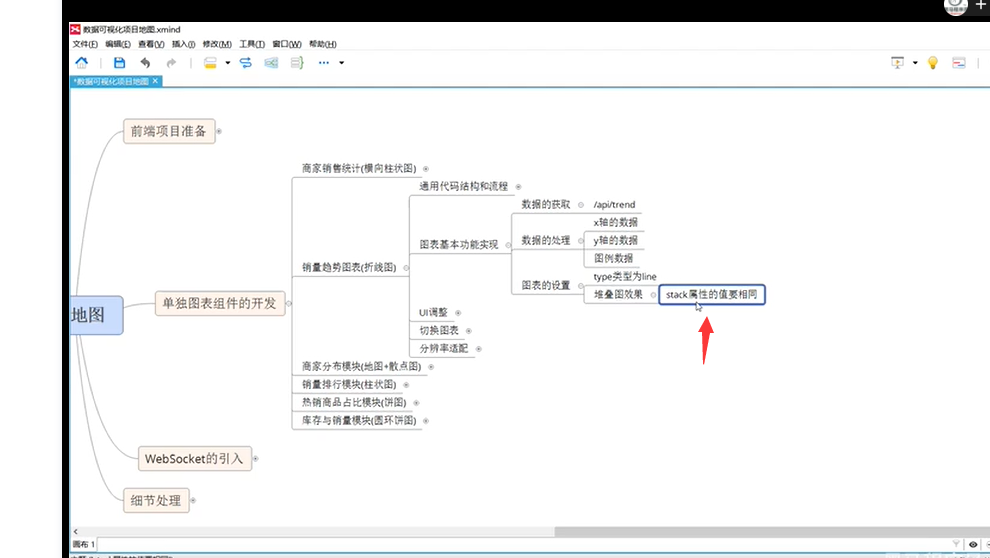 数据可视化项目地图.xmind
文件(F) 编辑(E) 查看(V) 插入(I) 修改(M) 工具(T) 窗口(W) 帮助(H)
*数据可视化项目地图
前端项目准备
商家销售统计(横向柱状图)
通用代码结构和流程
数据的获取
/api/trend
x轴的数据
图表基本功能实现
数据的处理
y轴的数据
图例数据
销量趋势图表(折线图)
type类型为line
图表的设置
堆叠图效果
stack属性的值要相同
单独图表组件的开发
地图
UI调整
切换图表
分辨率适配
商家分布模块(地图+散点图)
销量排行模块(柱状图)
热销商品占比模块(饼图)
库存与销量模块(圆环饼图)
WebSocket的引入
细节处理
画布 1